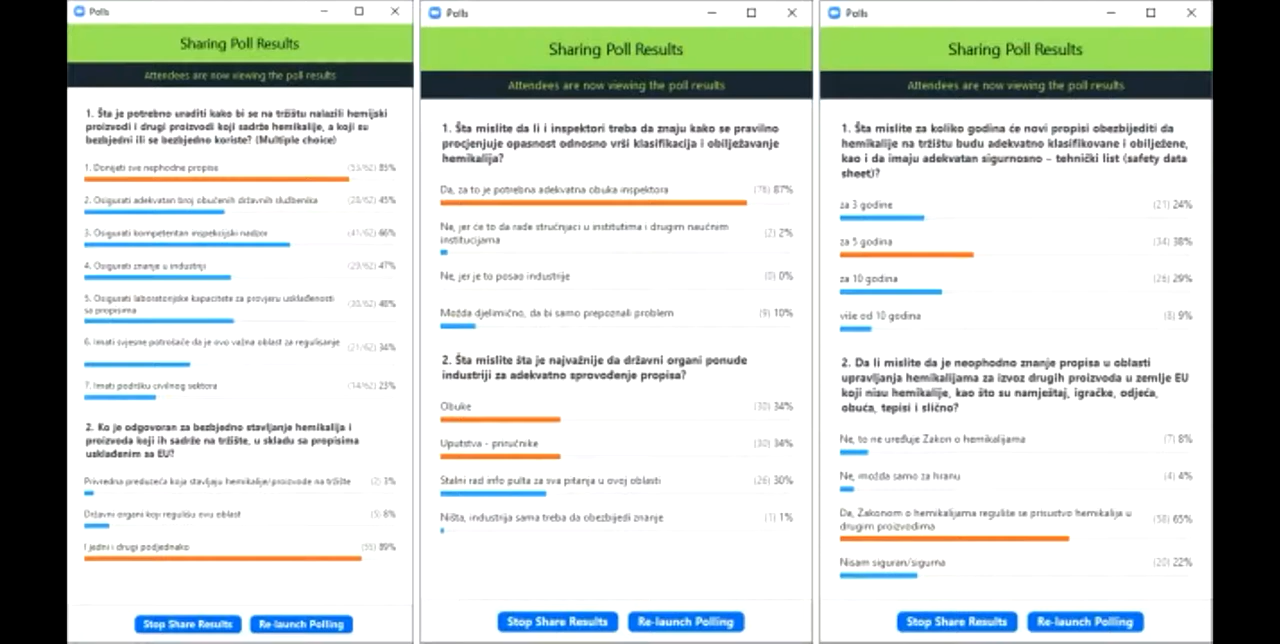 Polls
Sharing Poll Results
Attendees are now viewing the poll results
1. Šta je potrebno uraditi kako bi se na tržištu nalazili hemijski
proizvodi i drugi proizvodi koji sadrže hemikalije, a koji su
bezbjedni ili se bezbjedno koriste? (Multiple choice)
1. Donijeti sve nephodne propise (53/62) 85%
2. Osigurati adekvatan broj obučenih državnih službenika (28/62) 45%
3. Osigurati kompetentan inspekcijski nadzor (41/62) 66%
4. Osigurati znanje u industriji (29/62) 47%
5. Osigurati laboratorijske kapacitete za provjeru usklađenosti
sa propisima (30/62) 48%
6. Imati svjesne potrošače da je ovo važna oblast za regulisanje (21/62) 34%
7. Imati podršku civilnog sektora (14/62) 23%
2. Ko je odgovoran za bezbjedno stavljanje hemikalija i
proizvoda koji ih sadrže na tržište, u skladu sa propisima
usklađenim sa EU?
Privredna preduzeća koja stavljaju hemikalije/proizvode na tržište (2) 3%
Državni organi koji regulišu ovu oblast (5) 8%
I jedni i drugi podjednako (55) 89%
Stop Share Results Re-launch Polling
Polls
Sharing Poll Results
Attendees are now viewing the poll results
1. Šta mislite da li i inspektori treba da znaju kako se pravilno
procjenjuje opasnost odnosno vrši klasifikacija i obilježavanje
hemikalija?
Da, za to je potrebna adekvatna obuka inspektora (78) 87%
Ne, jer će to da rade stručnjaci u institutima i drugim naučnim
institucijama (2) 2%
Ne, jer je to posao industrije (0) 0%
Možda djelimično, da bi samo prepoznali problem (9) 10%
2. Šta mislite šta je najvažnije da državni organi ponude
industriji za adekvatno sprovođenje propisa?
Obuke (30) 34%
Uputstva - priručnike (30) 34%
Stalni rad info pulta za sva pitanja u ovoj oblasti (26) 30%
Ništa, industrija sama treba da obezbijedi znanje (1) 1%
Stop Share Results Re-launch Polling
Polls
Sharing Poll Results
Attendees are now viewing the poll results
1. Šta mislite za koliko godina će novi propisi obezbijediti da
hemikalije na tržištu budu adekvatno klasifikovane i obilježene,
kao i da imaju adekvatan sigurnosno – tehnički list (safety data
sheet)?
za 3 godine (21) 24%
za 5 godina (34) 38%
za 10 godina (26) 29%
više od 10 godina (8) 9%
2. Da li mislite da je neophodno znanje propisa u oblasti
upravljanja hemikalijama za izvoz drugih proizvoda u zemlje EU
koji nisu hemikalije, kao što su namještaj, igračke, odjeća,
obuća, tepisi i slično?
Ne, to ne uređuje Zakon o hemikalijama (7) 8%
Ne, možda samo za hranu (4) 4%
Da, Zakonom o hemikalijama reguliše se prisustvo hemikalija u
drugim proizvodima (58) 65%
Nisam siguran/sigurna (20) 22%
Stop Share Results Re-launch Polling